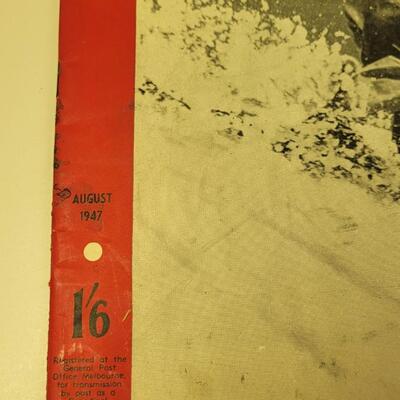 AUGUST
1947
1'6
Registered at the
General Post
Office Melbourne,
for transmission
by post as a